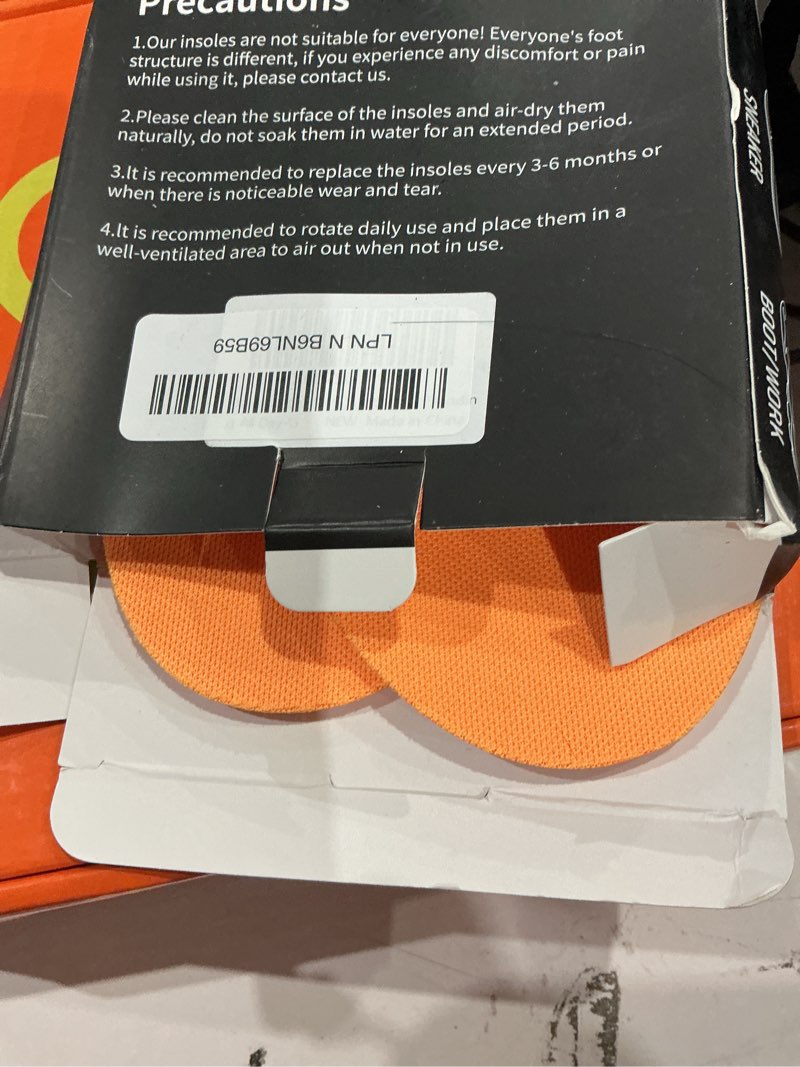 Precautions
1.Our insoles are not suitable for everyone! Everyone's foot
structure is different, if you experience any discomfort or pain
while using it, please contact us.
2.Please clean the surface of the insoles and air-dry them
naturally, do not soak them in water for an extended period.
3.It is recommended to replace the insoles every 3-6 months or
when there is noticeable wear and tear.
4.It is recommended to rotate daily use and place them in a
well-ventilated area to air out when not in use.
LPN N B6NL69B59
NEW Made in China
SNEAKER
BOOT/WORK